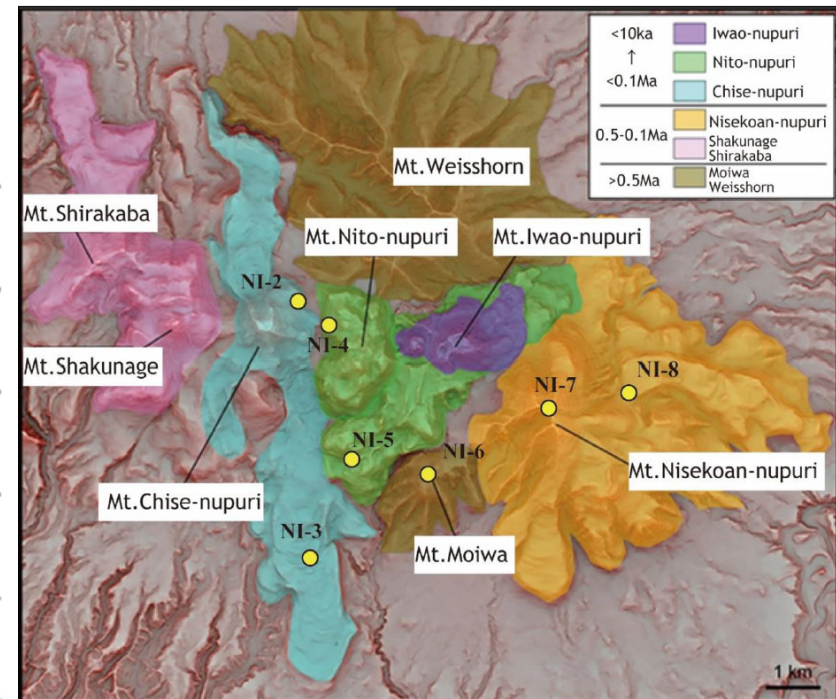 <10ka
↑
<0.1Ma
Iwao-nupuri
Nito-nupuri
Chise-nupuri
0.5-0.1Ma
Nisekoan-nupuri
Shakunage
Shirakaba
>0.5Ma
Moiwa
Weisshorn
Mt.Weisshorn
Mt.Shirakaba
Mt.Nito-nupuri
Mt.Iwao-nupuri
NI-2
NI-4
Mt.Shakunage
NI-7
NI-8
NI-5
NI-6
Mt.Nisekoan-nupuri
Mt.Chise-nupuri
NI-3
Mt.Moiwa
1 km